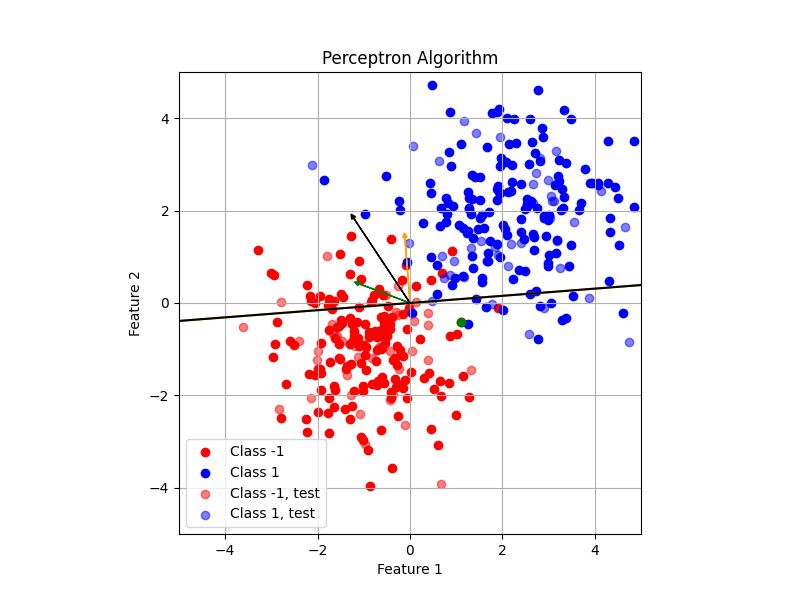 Perceptron Algorithm
Feature 2
4
2
0
−2
−4
Class -1
Class 1
Class -1, test
Class 1, test
−4 −2 0 2 4
Feature 1